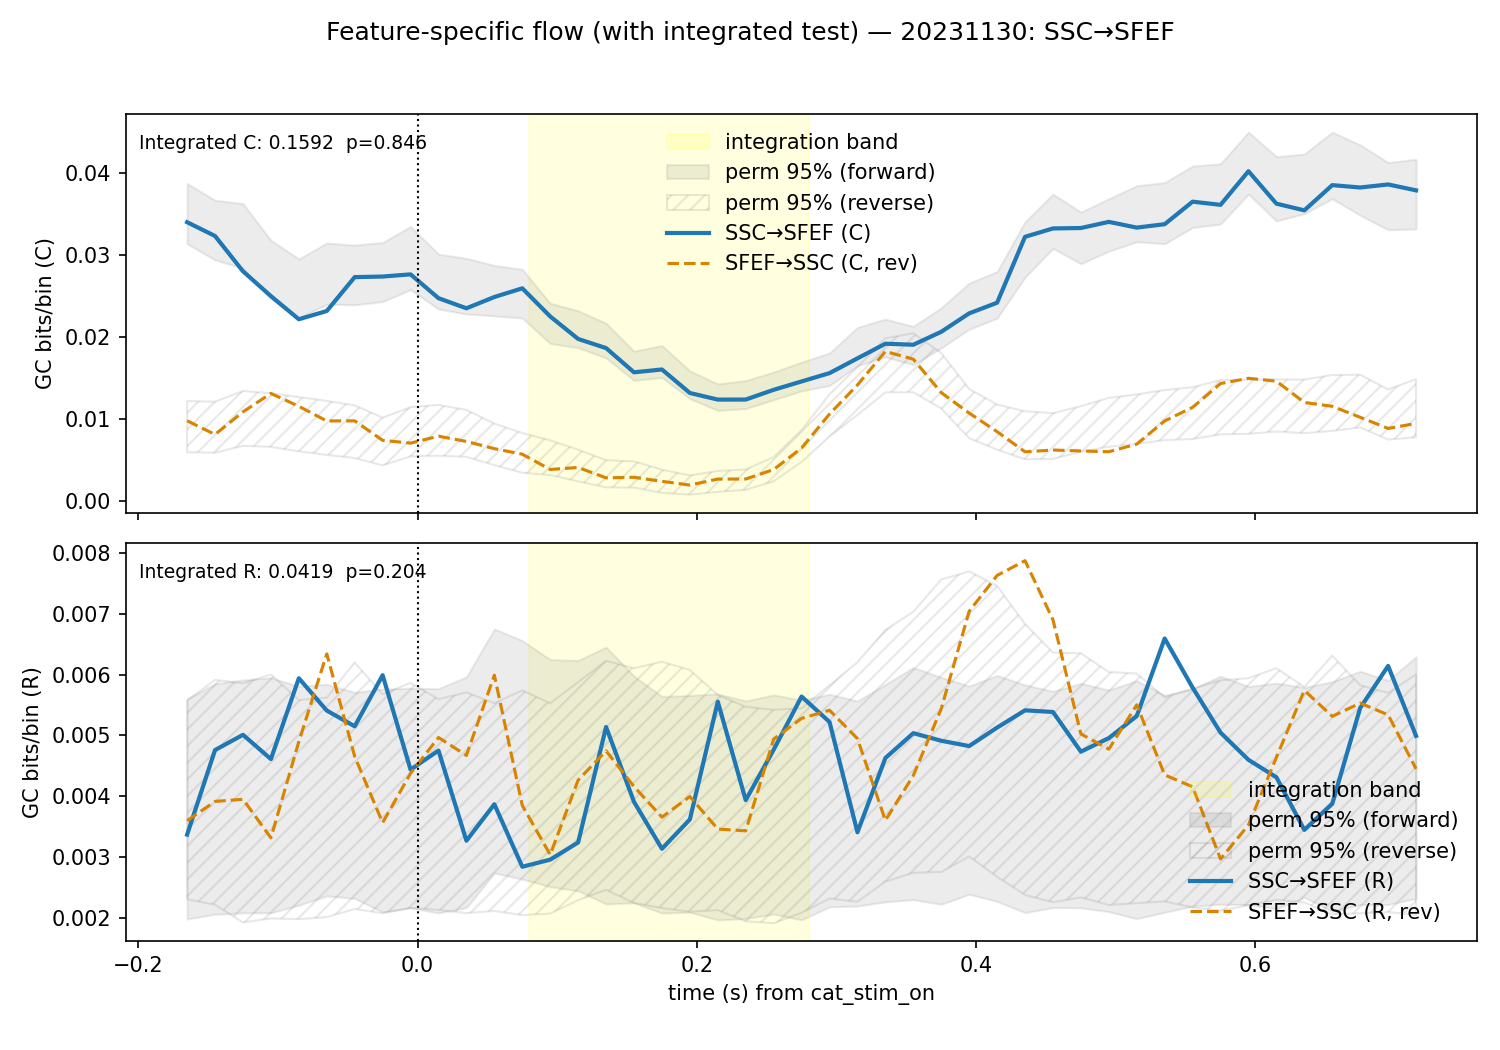 Feature-specific flow (with integrated test) — 20231130: SSC→SFEF
Integrated C: 0.1592  p=0.846
integration band
perm 95% (forward)
perm 95% (reverse)
SSC→SFEF (C)
SFEF→SSC (C, rev)
GC bits/bin (C)
0.04
0.03
0.02
0.01
0.00
Integrated R: 0.0419  p=0.204
GC bits/bin (R)
0.008
0.007
0.006
0.005
0.004
0.003
0.002
integration band
perm 95% (forward)
perm 95% (reverse)
SSC→SFEF (R)
SFEF→SSC (R, rev)
−0.2 0.0 0.2 0.4 0.6
time (s) from cat_stim_on